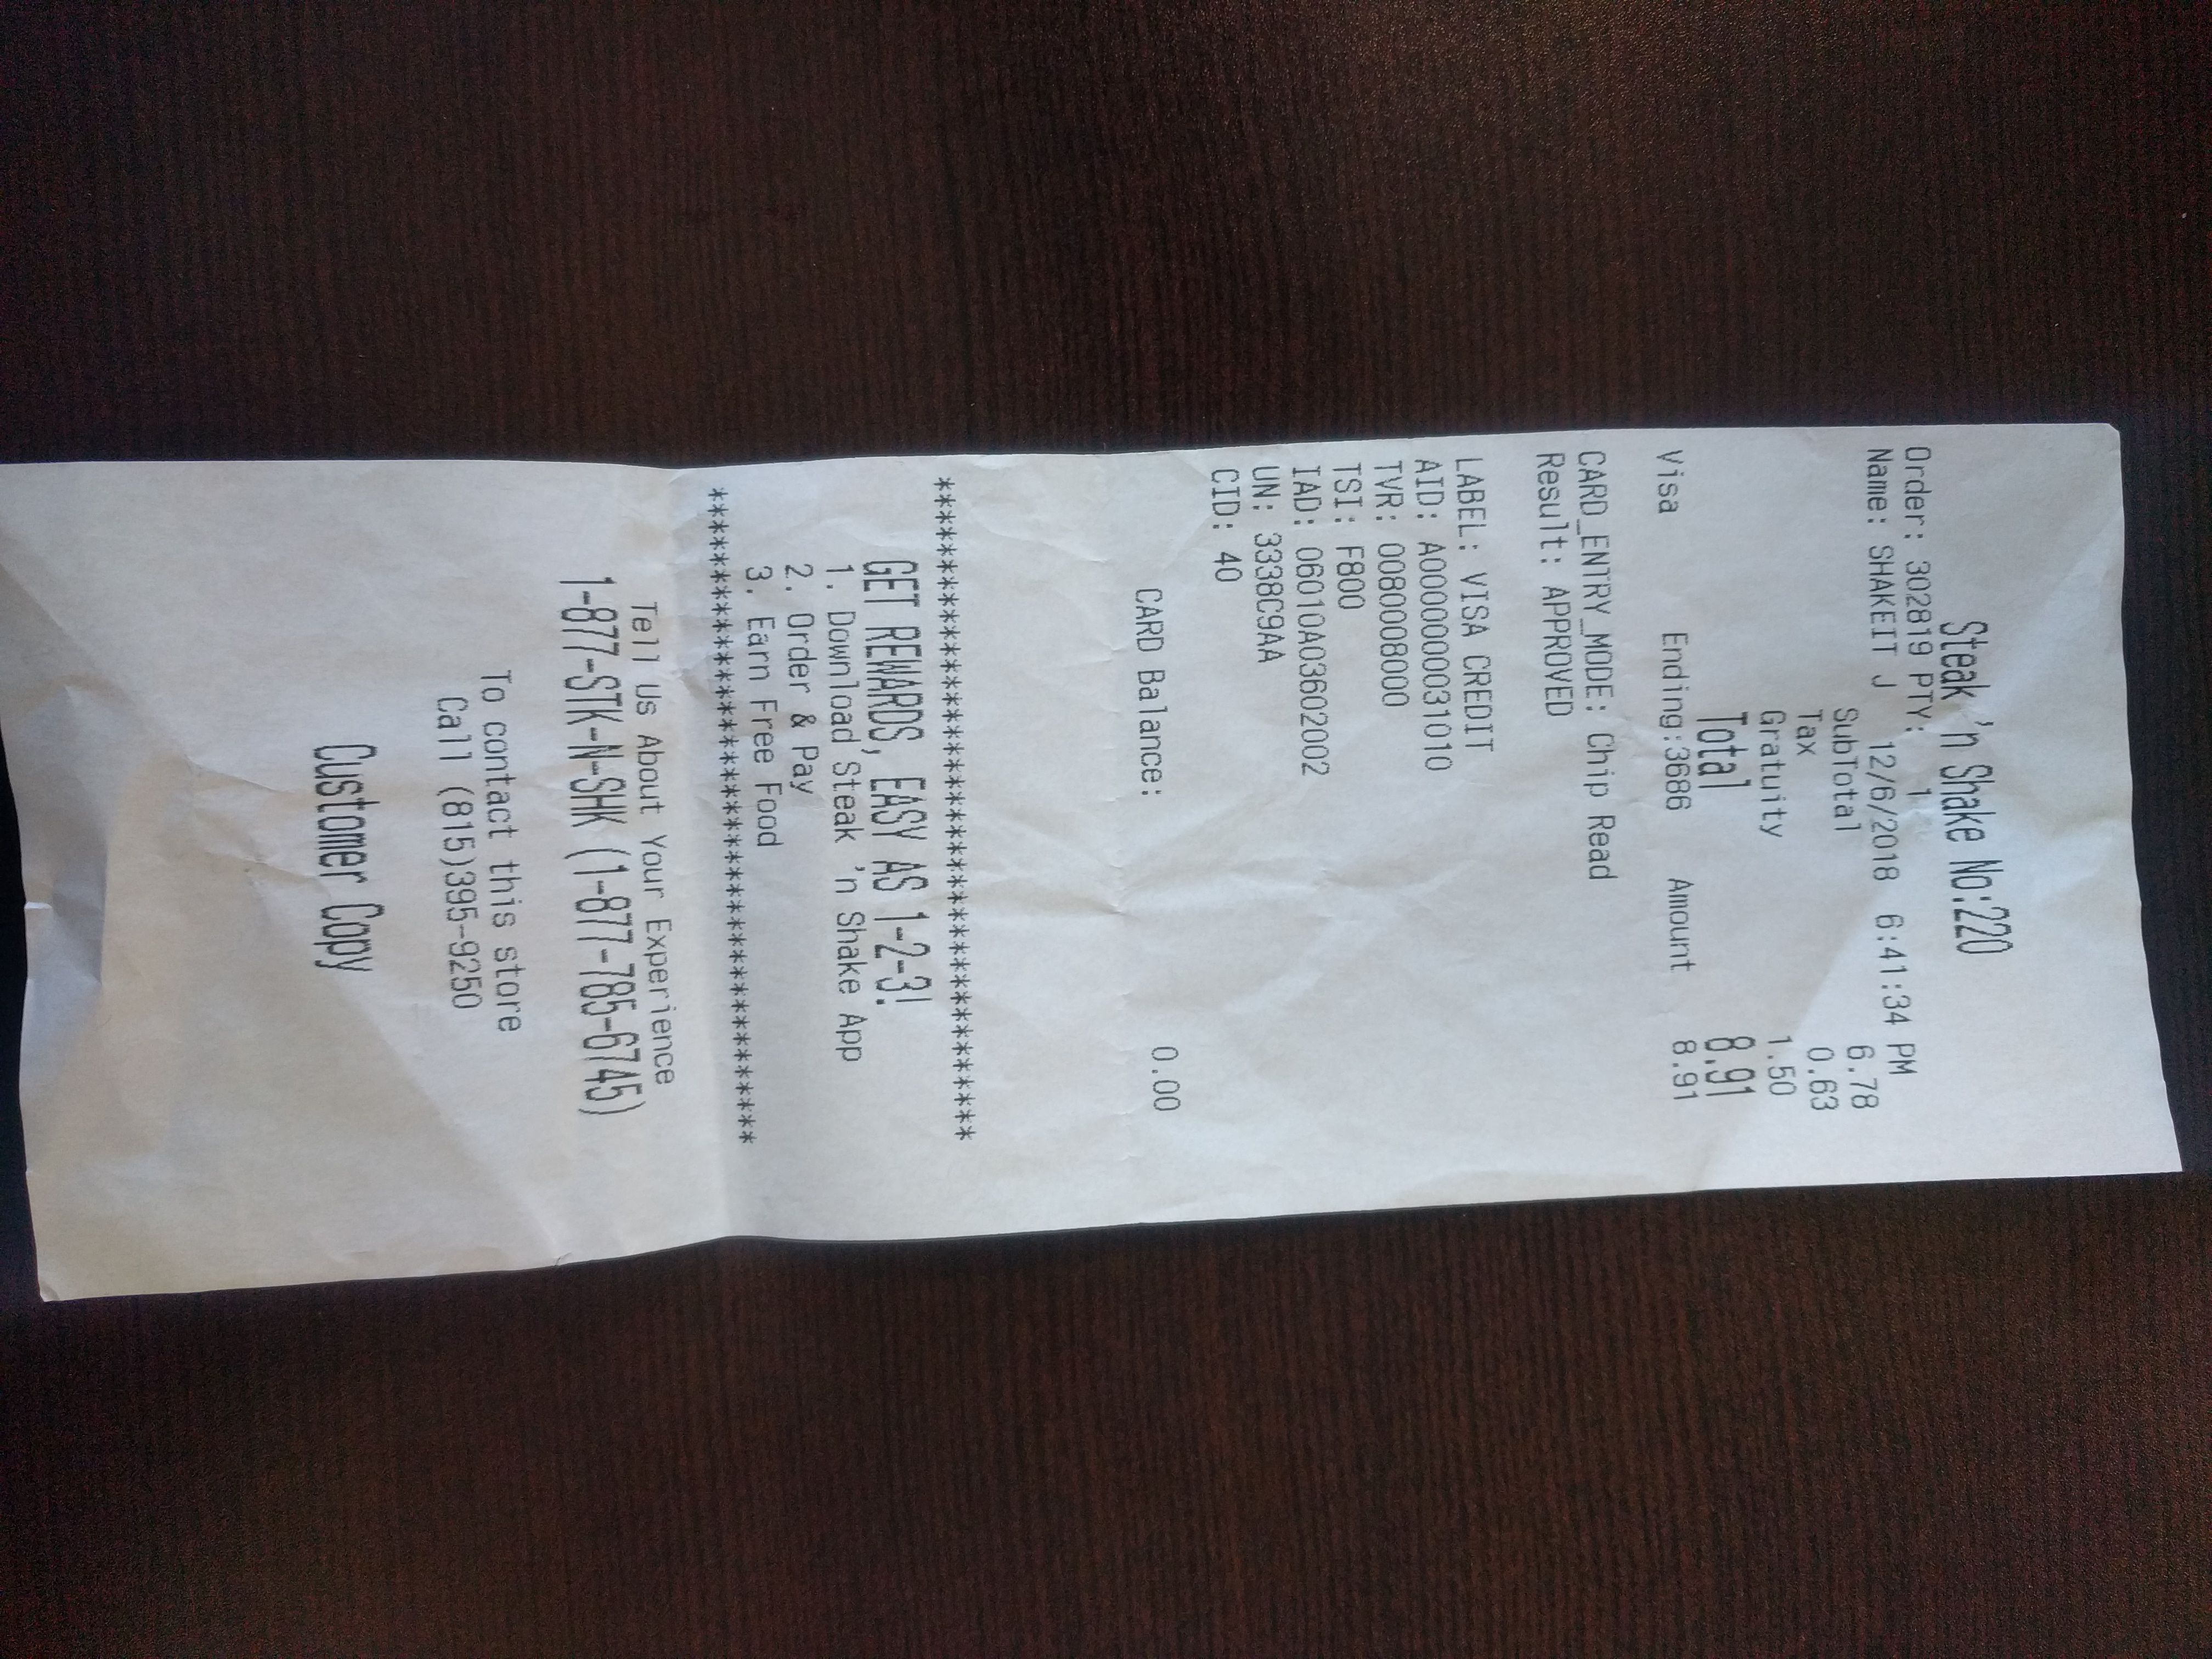 Steak 'n Shake No:220
Order: 302819 PTY: 1
Name: SHAKEIT J 12/6/2018 6:41:34 PM
SubTotal 6.78
Tax 0.63
Gratuity 1.50
Total 8.91
Visa Ending:3686 Amount 8.91
CARD_ENTRY_MODE: Chip Read
Result: APPROVED
LABEL: VISA CREDIT
AID: A0000000031010
TVR: 0080008000
TSI: F800
IAD: 06010A03602002
UN: 3338C9AA
CID: 40
CARD Balance: 0.00
******************************************
GET REWARDS, EASY AS 1-2-3!
1. Download Steak 'n Shake App
2. Order & Pay
3. Earn Free Food
******************************************
Tell Us About Your Experience
1-877-STK-N-SHK (1-877-785-6745)
To contact this store
Call (815)395-9250
Customer Copy